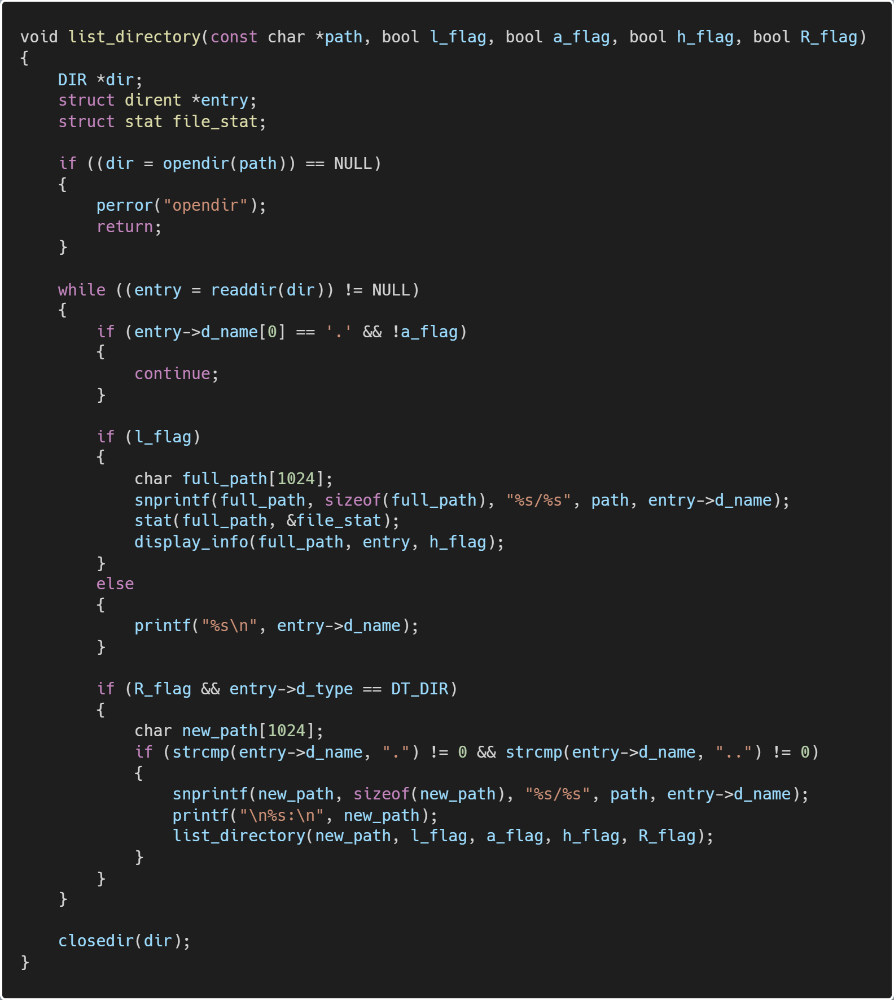 void list_directory(const char *path, bool l_flag, bool a_flag, bool h_flag, bool R_flag)
{
    DIR *dir;
    struct dirent *entry;
    struct stat file_stat;

    if ((dir = opendir(path)) == NULL)
    {
        perror("opendir");
        return;
    }

    while ((entry = readdir(dir)) != NULL)
    {
        if (entry->d_name[0] == '.' && !a_flag)
        {
            continue;
        }

        if (l_flag)
        {
            char full_path[1024];
            snprintf(full_path, sizeof(full_path), "%s/%s", path, entry->d_name);
            stat(full_path, &file_stat);
            display_info(full_path, entry, h_flag);
        }
        else
        {
            printf("%s\n", entry->d_name);
        }

        if (R_flag && entry->d_type == DT_DIR)
        {
            char new_path[1024];
            if (strcmp(entry->d_name, ".") != 0 && strcmp(entry->d_name, "..") != 0)
            {
                snprintf(new_path, sizeof(new_path), "%s/%s", path, entry->d_name);
                printf("\n%s:\n", new_path);
                list_directory(new_path, l_flag, a_flag, h_flag, R_flag);
            }
        }
    }

    closedir(dir);
}